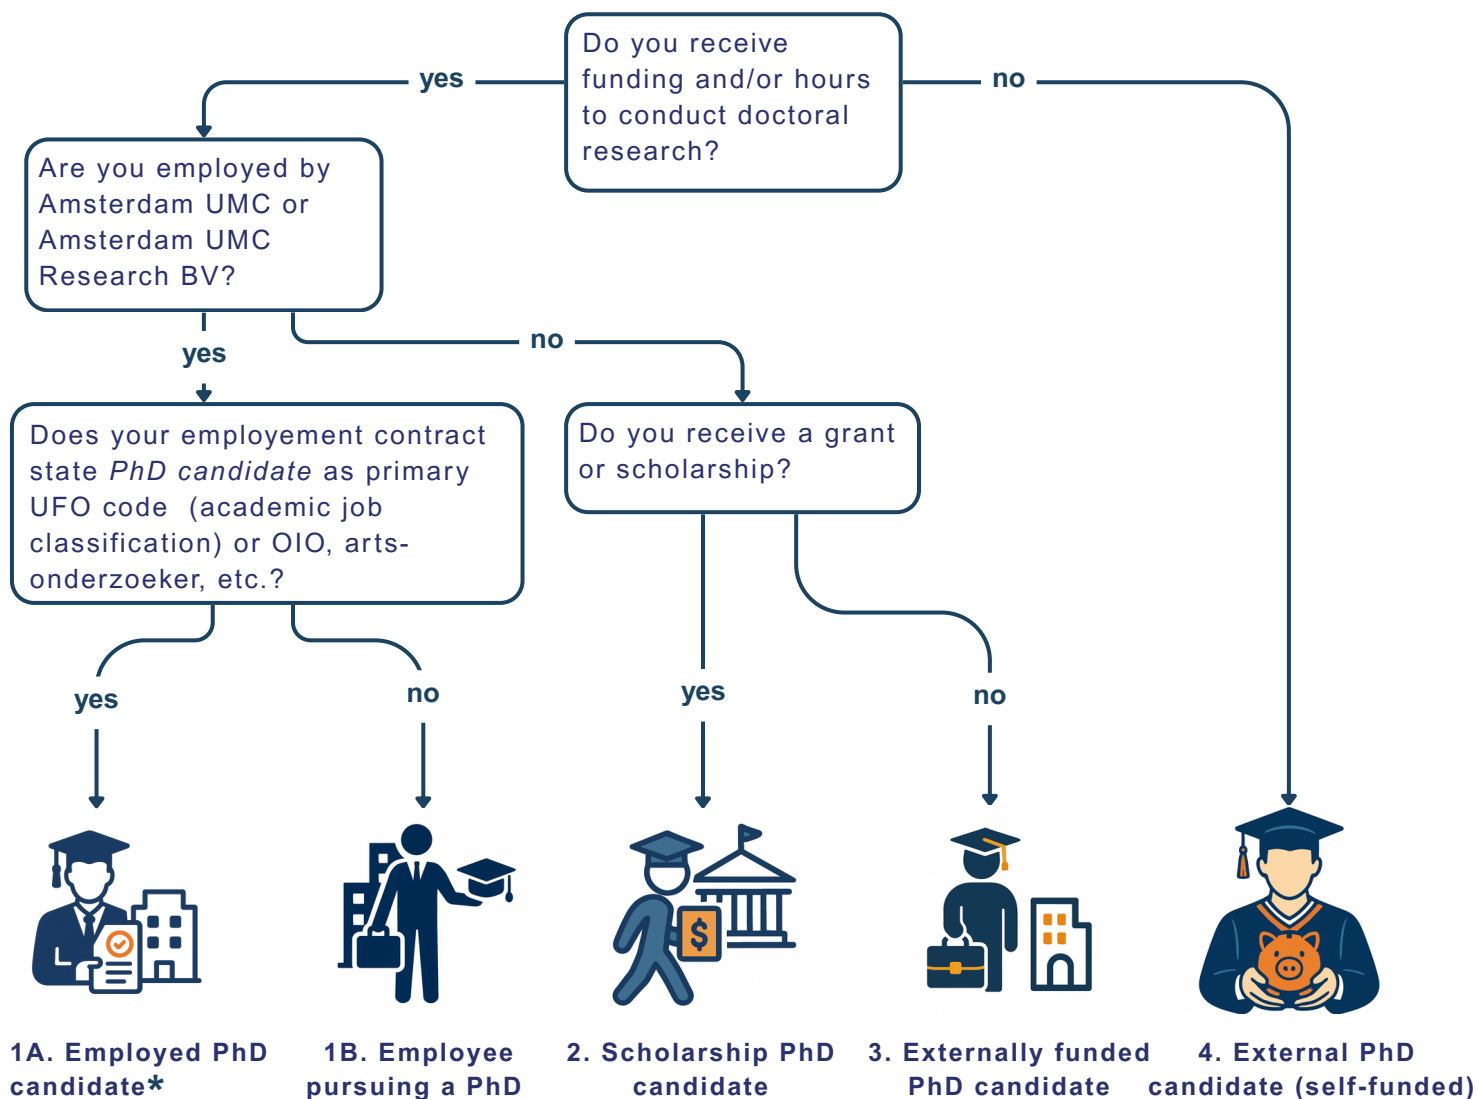 Do you receive
funding and/or hours
to conduct doctoral
research?
yes
no
Are you employed by
Amsterdam UMC or
Amsterdam UMC
Research BV?
yes
no
Does your employement contract
state PhD candidate as primary
UFO code (academic job
classification) or OIO, arts-
onderzoeker, etc.?
Do you receive a grant
or scholarship?
yes
no
yes
no
$
1A. Employed PhD
candidate*
1B. Employee
pursuing a PhD
2. Scholarship PhD
candidate
3. Externally funded
PhD candidate
4. External PhD
candidate (self-funded)